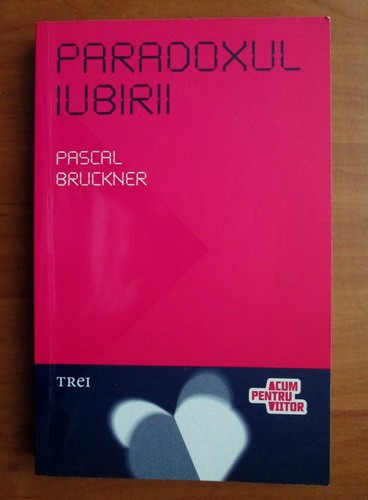 PARADOXUL
IUBIRII
PASCAL
BRUCKNER
TREI
ACUM
PENTRU
VIITOR